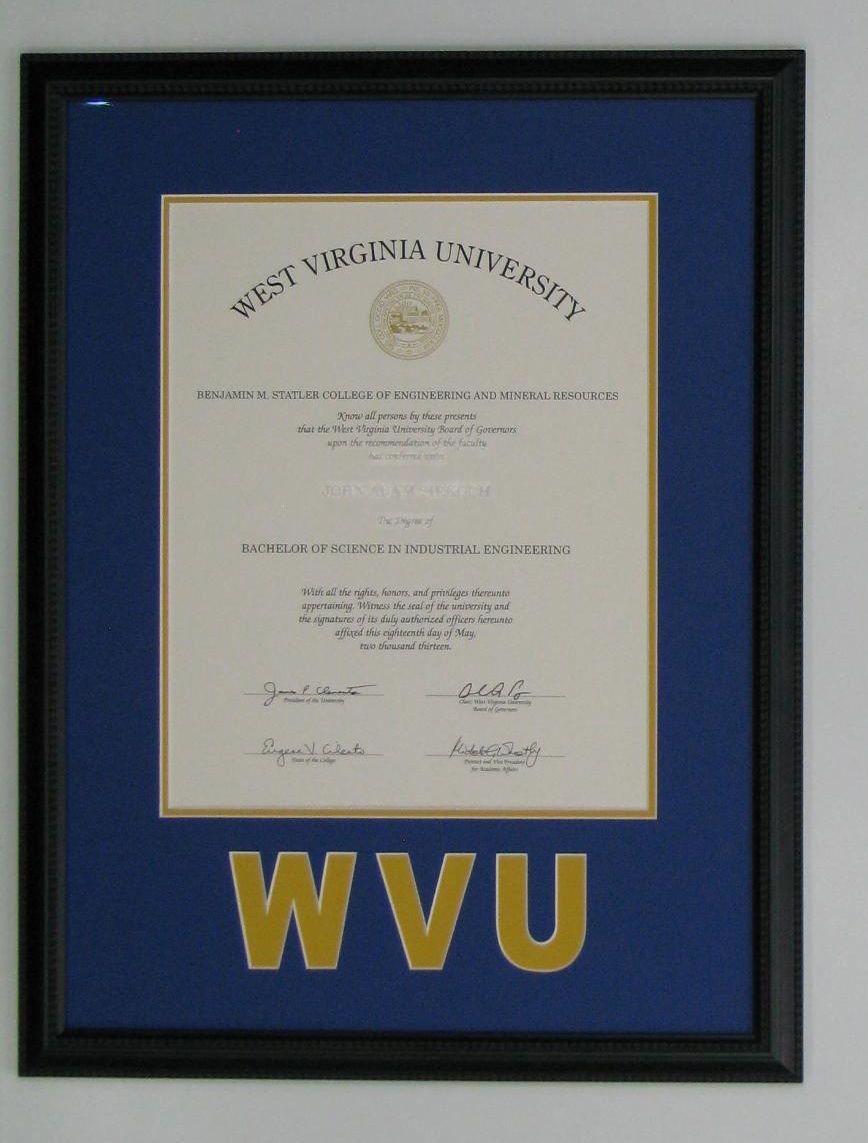 WEST VIRGINIA UNIVERSITY
BENJAMIN M. STATLER COLLEGE OF ENGINEERING AND MINERAL RESOURCES
Know all persons by these presents
that the West Virginia University Board of Governors
upon the recommendation of the faculty
has conferred upon
JOHN ADAM
The Degree of
BACHELOR OF SCIENCE IN INDUSTRIAL ENGINEERING
With all the rights, honors, and privileges thereunto
appertaining. Witness the seal of the university and
the signatures of its duly authorized officers hereunto
affixed this eighteenth day of May,
two thousand thirteen.
President of the University
Chair, West Virginia University
Board of Governors
Dean of the College
Provost and Vice President
for Academic Affairs
WVU